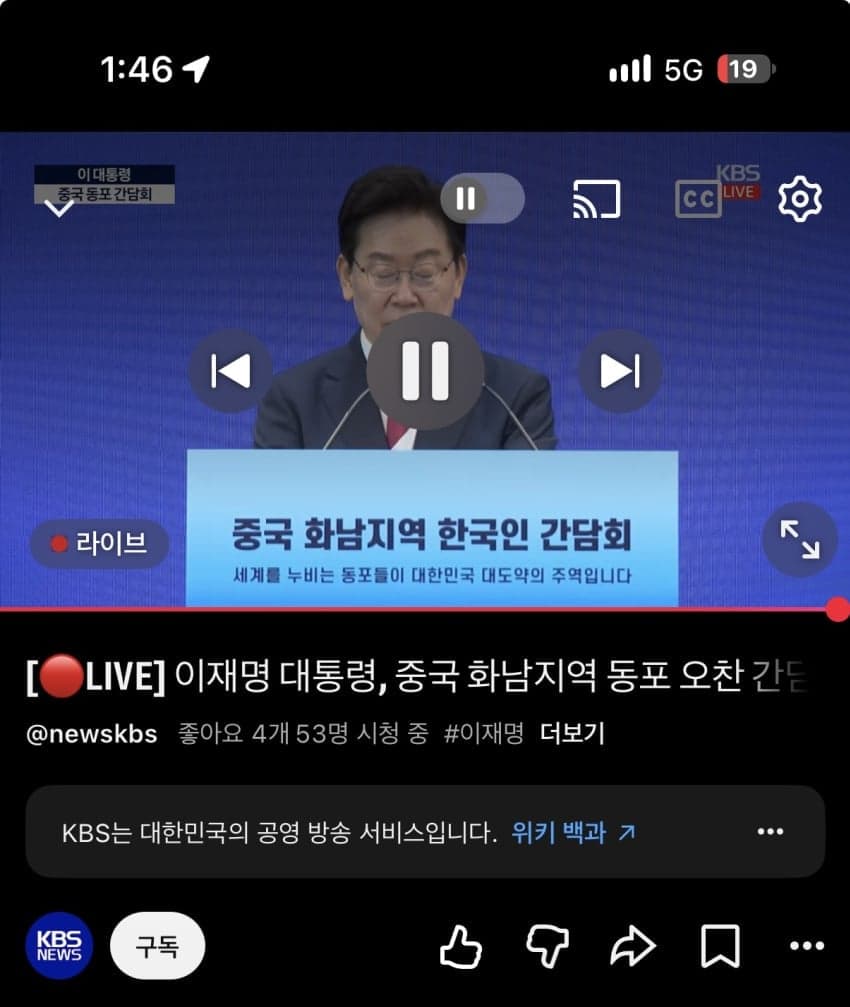 1:46
5G
19
이 대통령
중국 동포 간담회
KBS
LIVE
CC
라이브
중국 화남지역 한국인 간담회
세계를 누비는 동포들이 대한민국 대도약의 주역입니다
[🔴LIVE] 이재명 대통령, 중국 화남지역 동포 오찬 간담
@newskbs 좋아요 4개 53명 시청 중 #이재명 더보기
KBS는 대한민국의 공영 방송 서비스입니다. 위키 백과
KBS
NEWS
구독